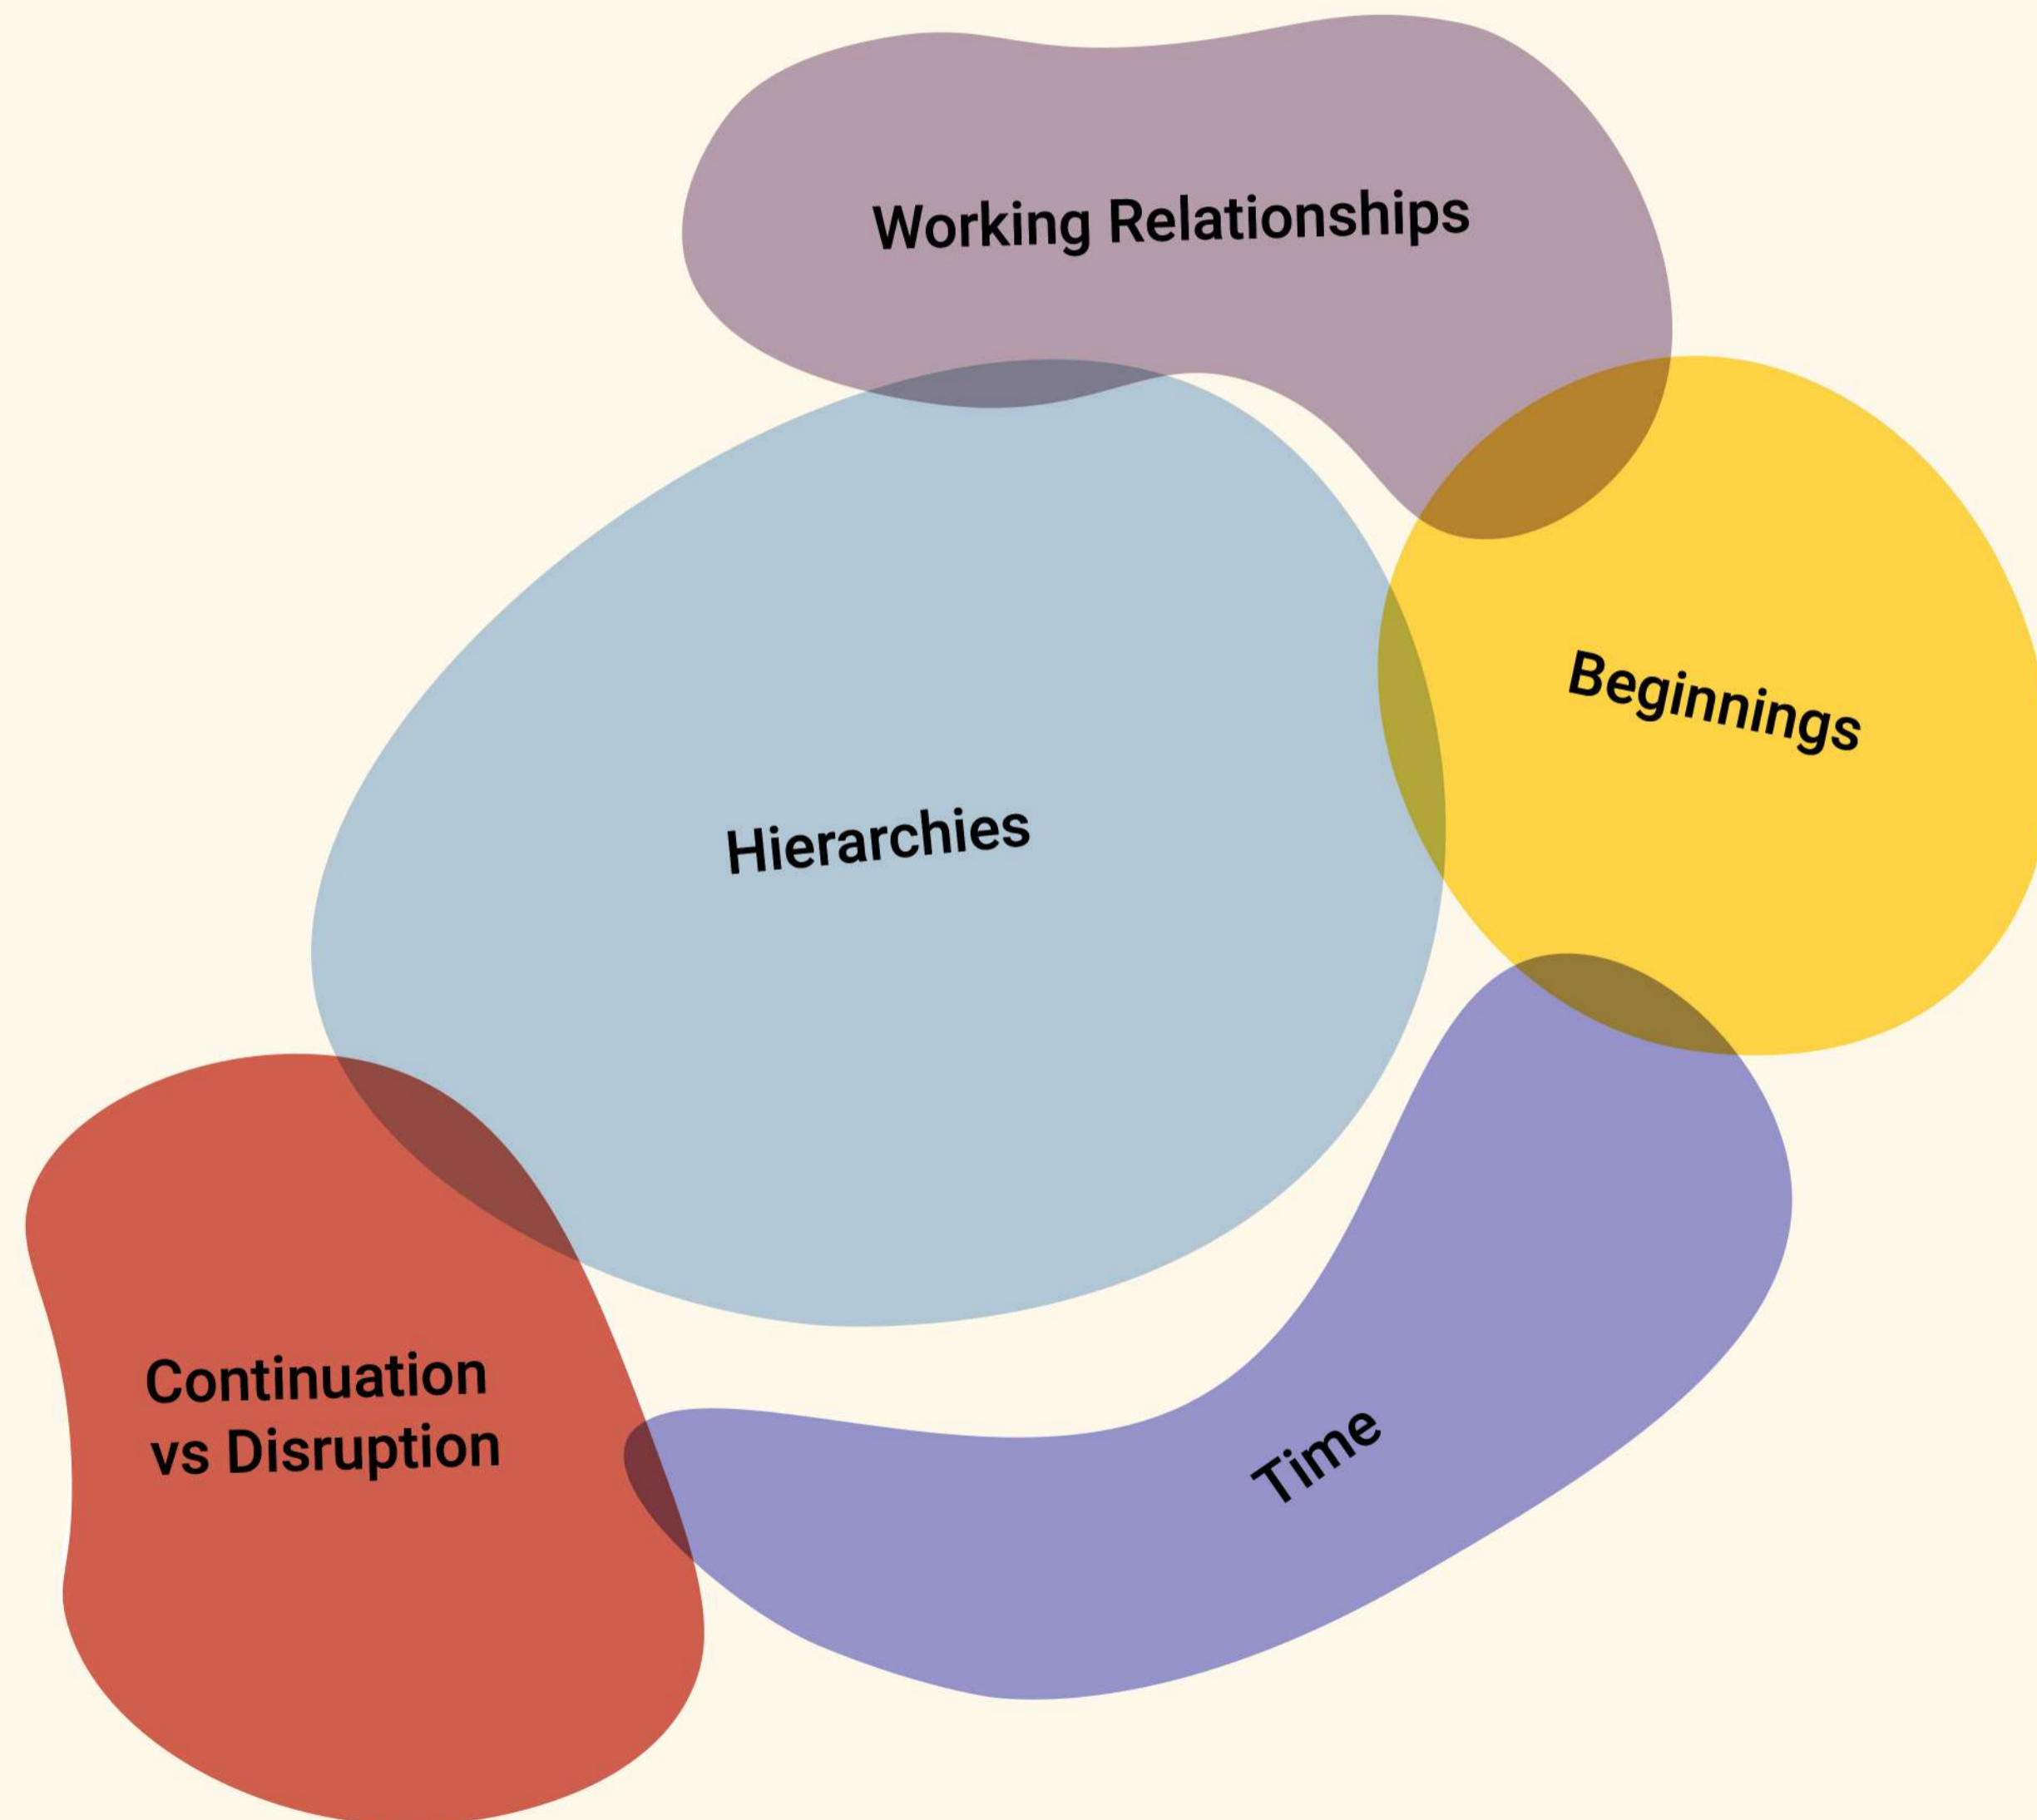 Working Relationships
Beginnings
Hierarchies
Continuation
vs Disruption
Time